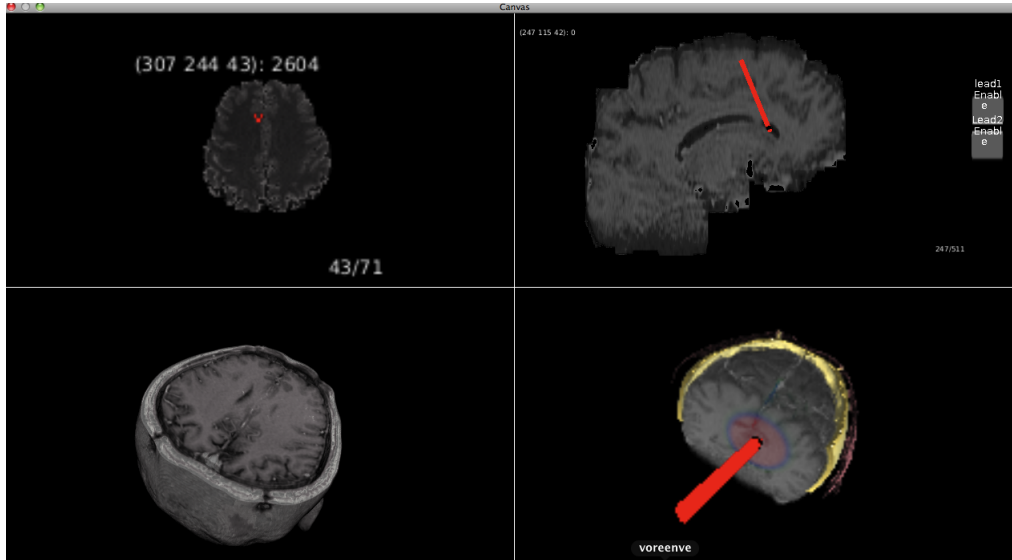 Canvas
(307 244 43): 2604
43/71
(247 115 42): 0
lead1
Enabl
e
Lead2
Enabl
e
247/511
voreenve